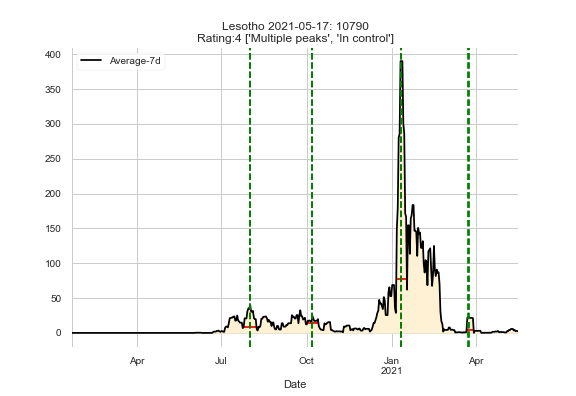 Lesotho 2021-05-17: 10790
Rating:4 ['Multiple peaks', 'In control']
400
Average-7d
350
300
250
200
150
100
50
0
Apr Jul Oct Jan Apr
2021
Date